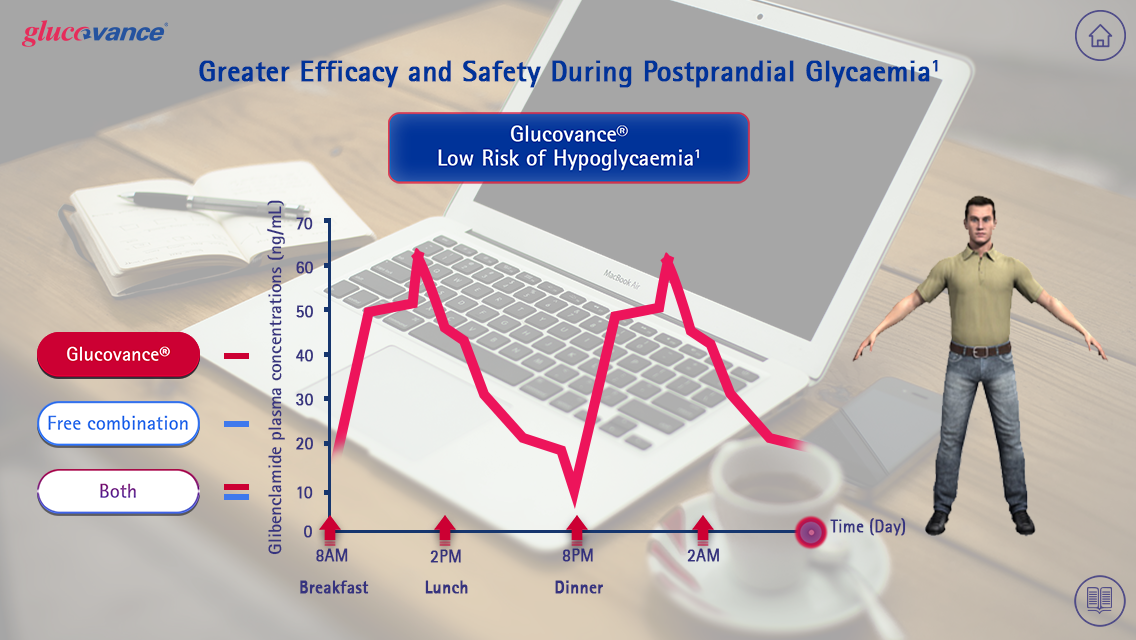 glucovance®
Greater Efficacy and Safety During Postprandial Glycaemia¹
Glucovance®
Low Risk of Hypoglycaemia¹
Glibenclamide plasma concentrations (ng/mL)
70
60
50
40
30
20
10
0
MacBook Air
Glucovance®
Free combination
Both
Time (Day)
8AM
2PM
8PM
2AM
Breakfast
Lunch
Dinner